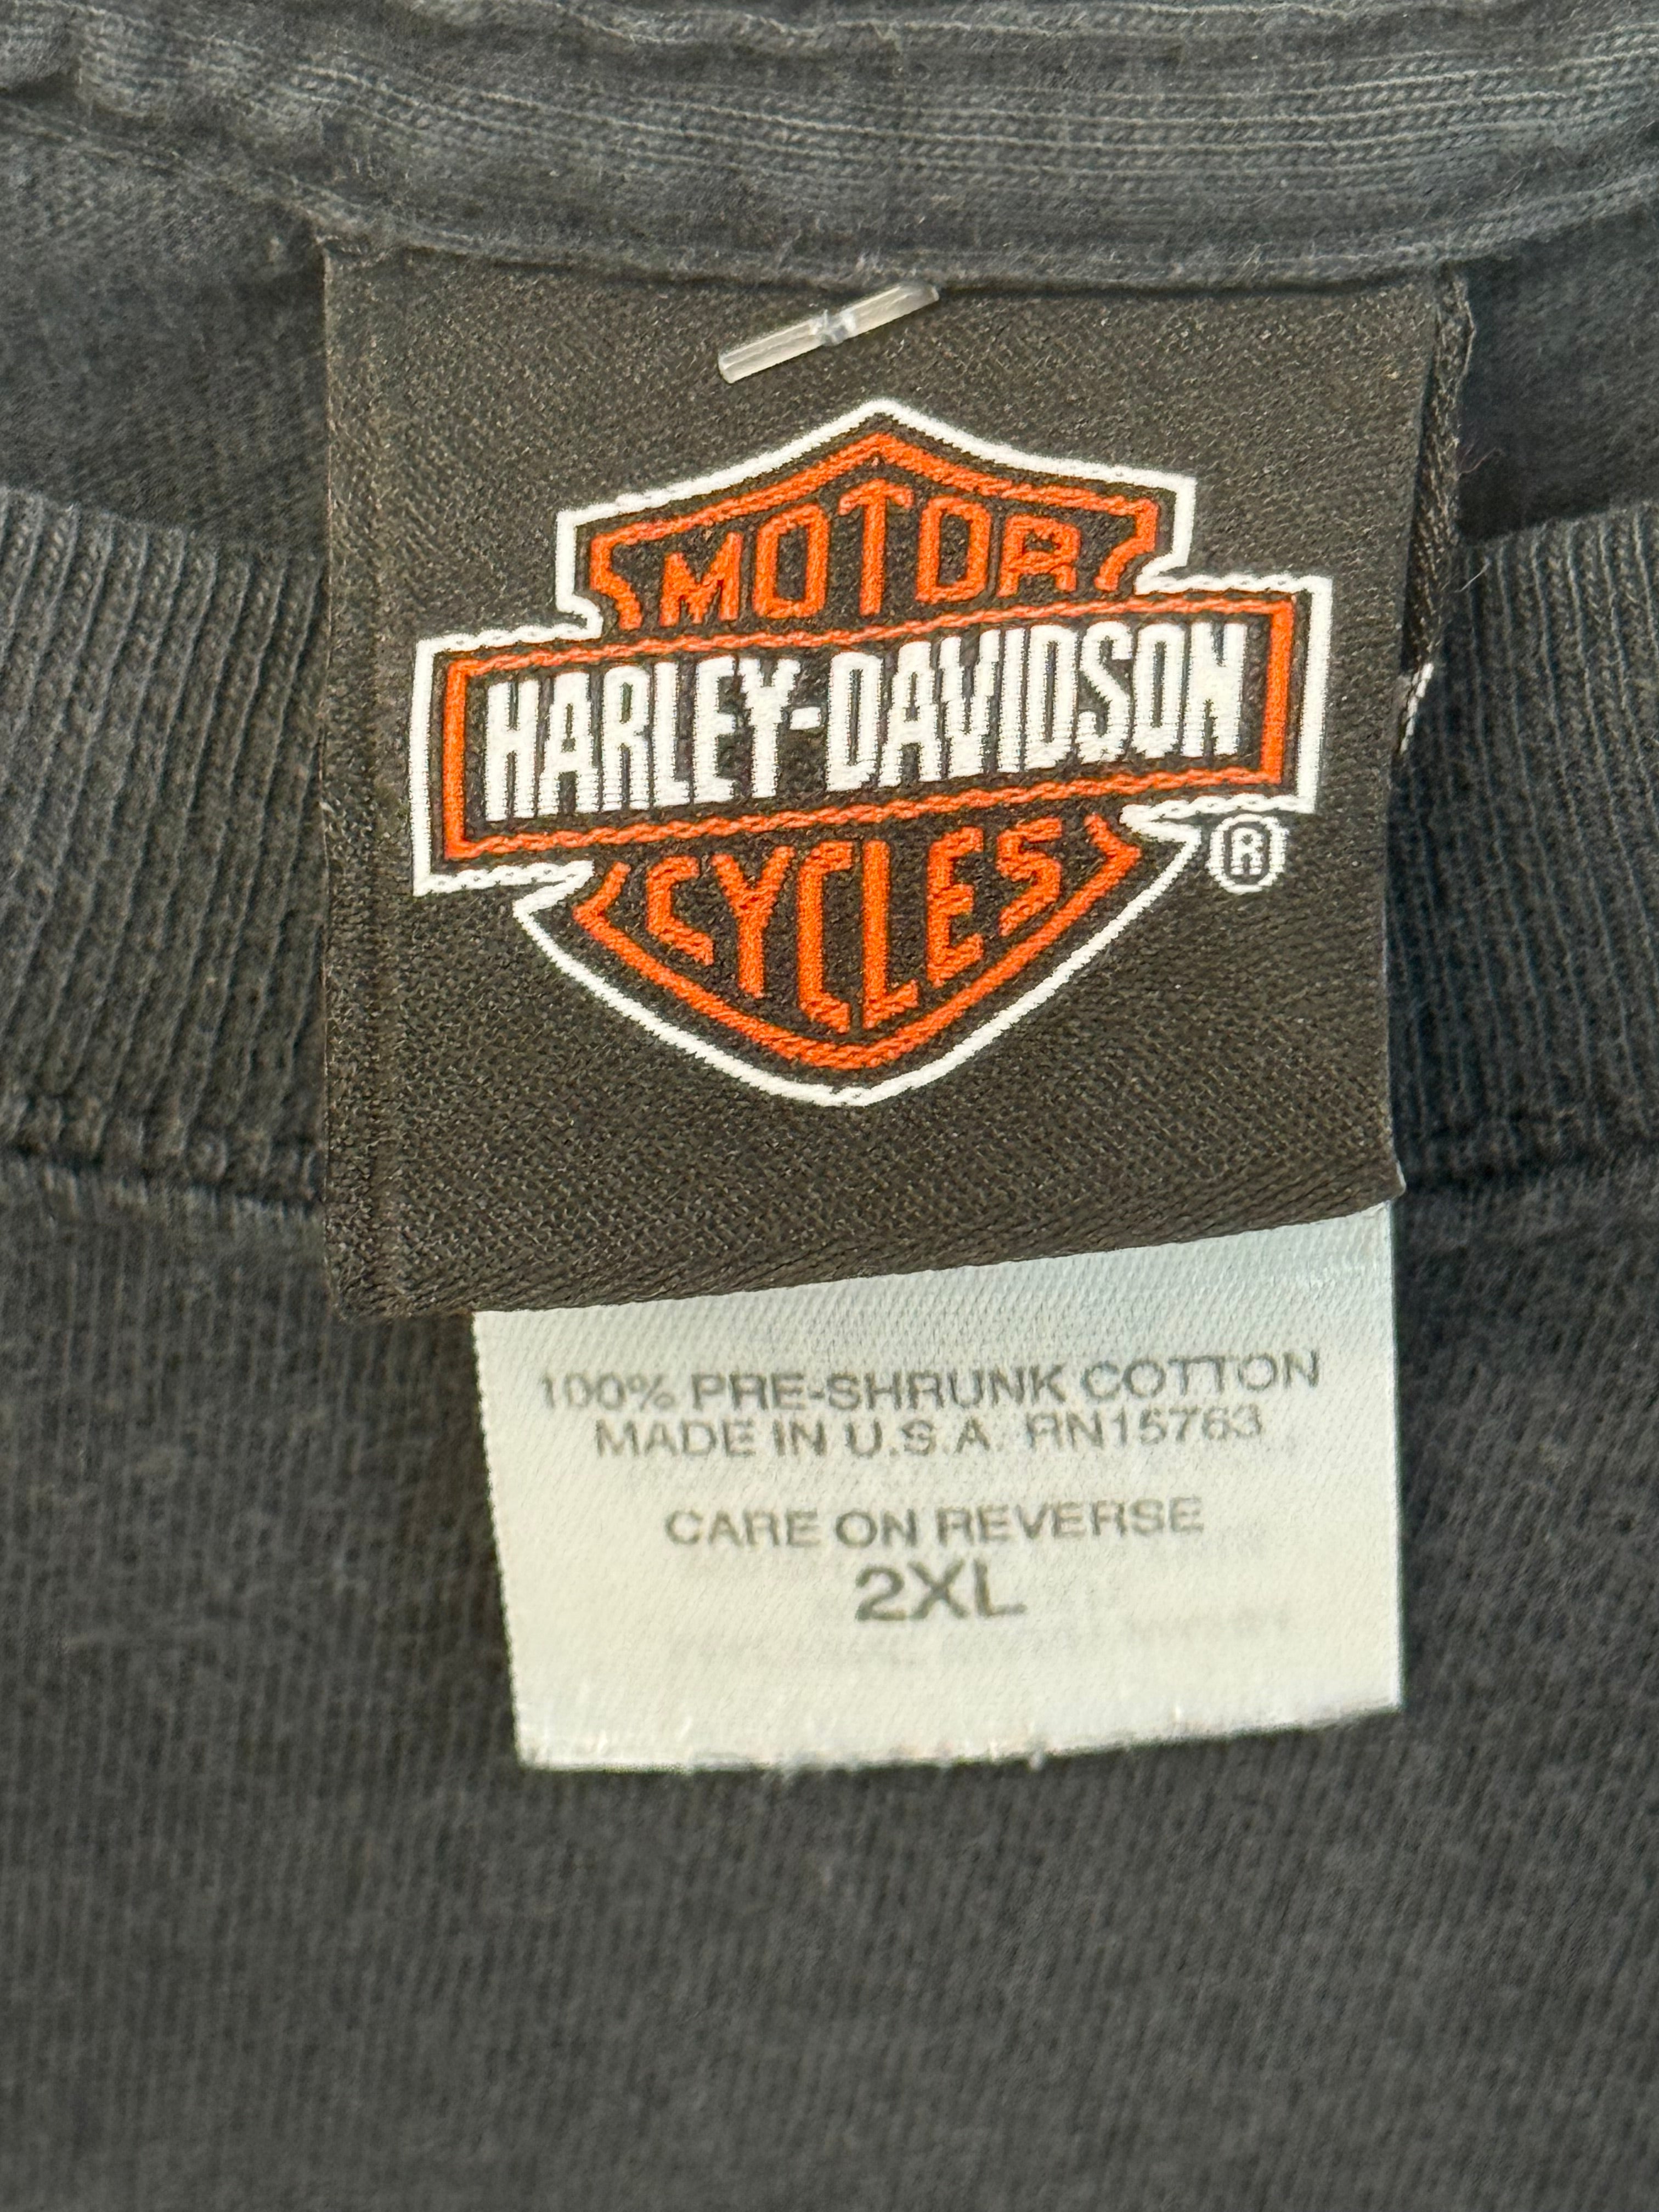 MOTOR
HARLEY-DAVIDSON
CYCLES
®
100% PRE-SHRUNK COTTON
MADE IN U.S.A. RN15763
CARE ON REVERSE
2XL